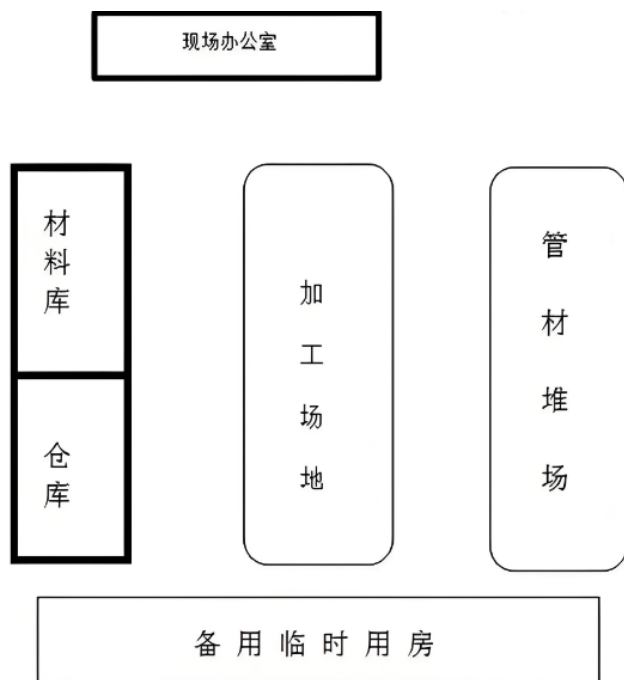 现场办公室
材料库
仓库
加工场地
管材堆场
备用临时用房